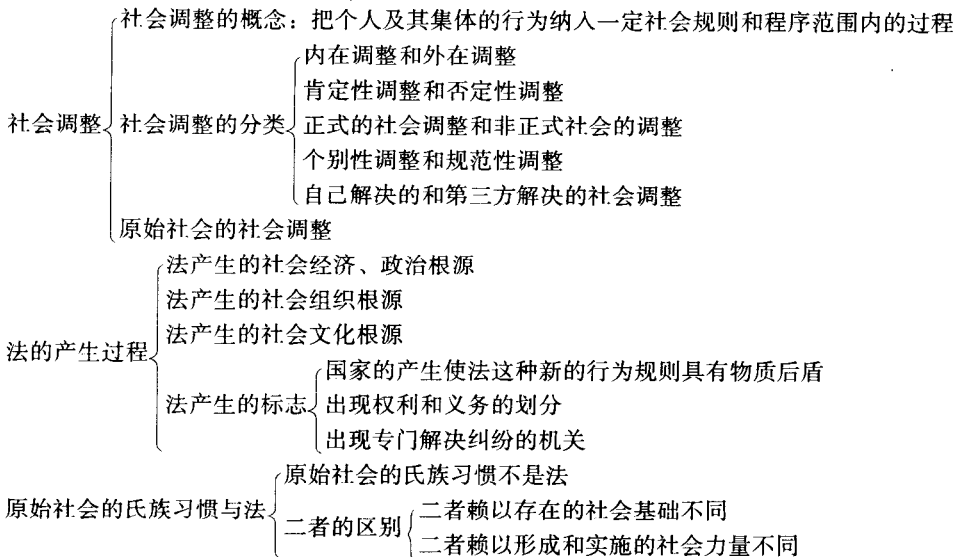 社会调整的概念：把个人及其集体的行为纳入一定社会规则和程序范围内的过程
内在调整和外在调整
肯定性调整和否定性调整
社会调整 社会调整的分类 正式的社会调整和非正式社会的调整
个别性调整和规范性调整
自己解决的和第三方解决的社会调整
原始社会的社会调整
法产生的社会经济、政治根源
法产生的社会组织根源
法产生的社会文化根源
法的产生过程
国家的产生使法这种新的行为规则具有物质后盾
法产生的标志 出现权利和义务的划分
出现专门解决纠纷的机关
原始社会的氏族习惯不是法
原始社会的氏族习惯与法
二者的区别 二者赖以存在的社会基础不同
二者赖以形成和实施的社会力量不同